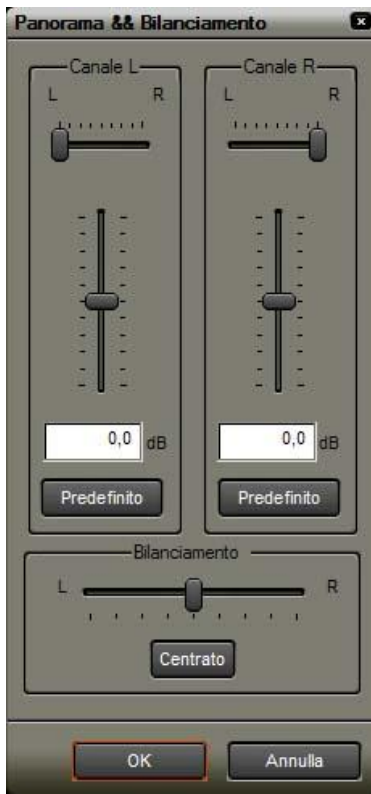 Panorama && Bilanciamento
Canale L
Canale R
L R
L R
0,0 dB
0,0 dB
Predefinito
Predefinito
Bilanciamento
L R
Centrato
OK
Annulla